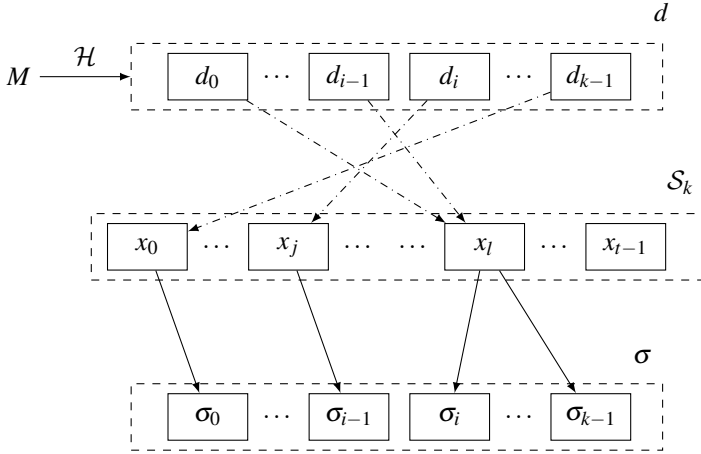 d
M
ℋ
d₀ ⋯ dᵢ₋₁ dᵢ ⋯ dₖ₋₁
𝒮ₖ
x₀ ⋯ xⱼ ⋯ ⋯ xₗ ⋯ xₜ₋₁
σ
σ₀ ⋯ σᵢ₋₁ σᵢ ⋯ σₖ₋₁